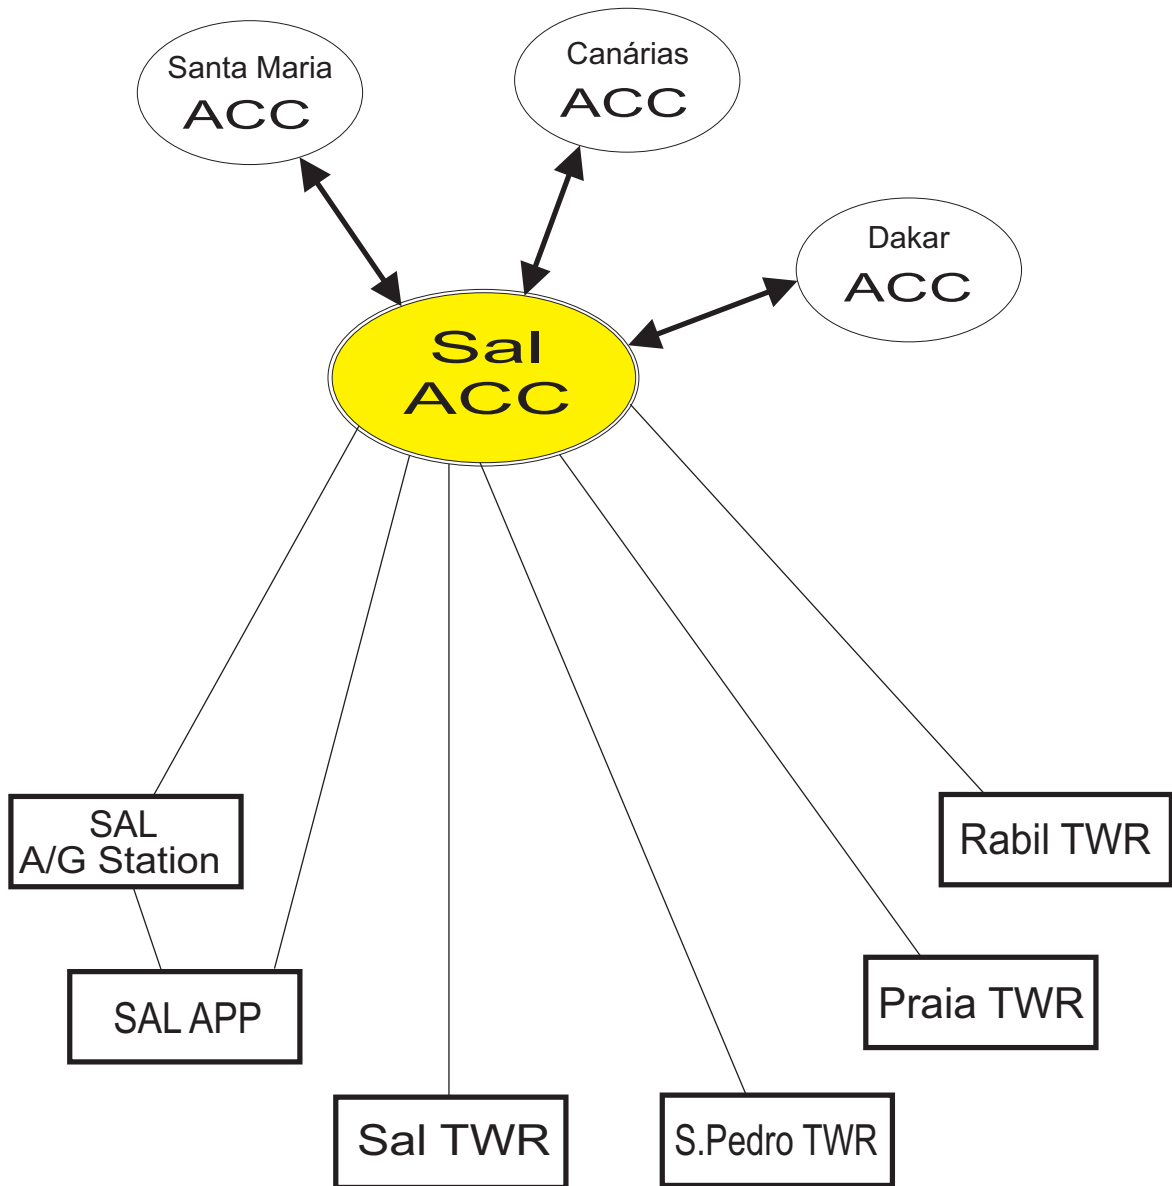 Santa Maria
ACC
Canárias
ACC
Dakar
ACC
Sal
ACC
SAL
A/G Station
Rabil TWR
SAL APP
Praia TWR
Sal TWR
S.Pedro TWR